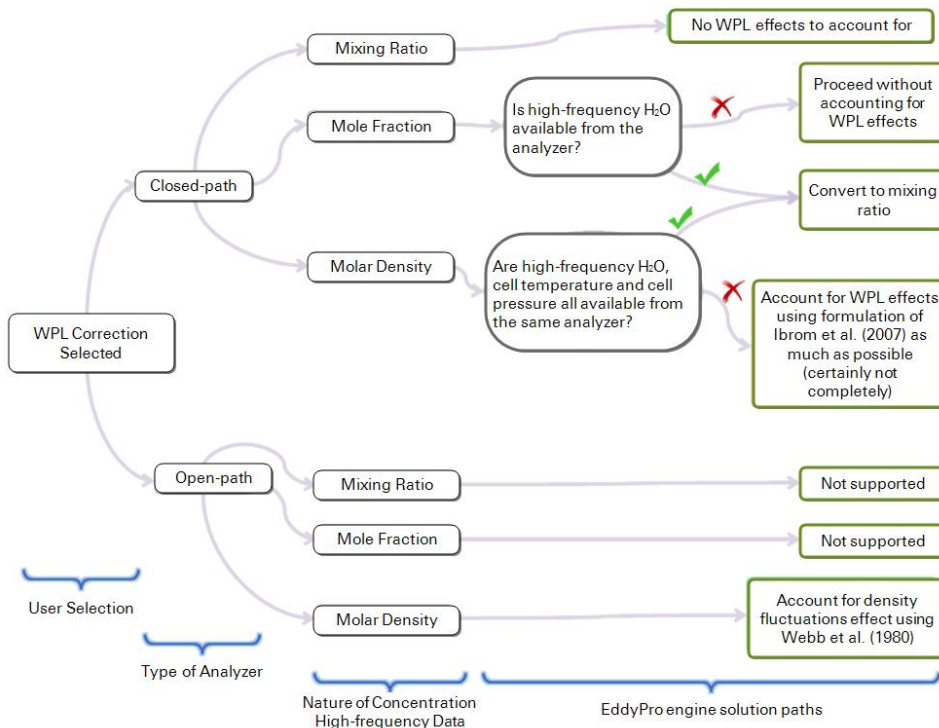 No WPL effects to account for
Mixing Ratio
Proceed without
accounting for
WPL effects
Is high-frequency H₂O
available from the
analyzer?
Mole Fraction
Closed-path
Convert to mixing
ratio
Molar Density
Are high-frequency H₂O,
cell temperature and cell
pressure all available from
the same analyzer?
Account for WPL effects
using formulation of
Ibrom et al. (2007) as
much as possible
(certainly not
completely)
WPL Correction
Selected
Open-path
Mixing Ratio
Not supported
Mole Fraction
Not supported
Molar Density
Account for density
fluctuations effect using
Webb et al. (1980)
User Selection
Type of Analyzer
Nature of Concentration
High-frequency Data
EddyPro engine solution paths